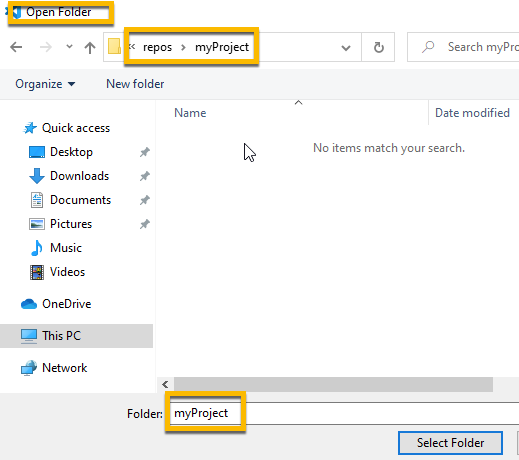 Open Folder
« repos > myProject
Search myPro
Organize
New folder
Name
Date modified
Quick access
No items match your search.
Desktop
Downloads
Documents
Pictures
Music
Videos
OneDrive
This PC
Network
Folder: myProject
Select Folder